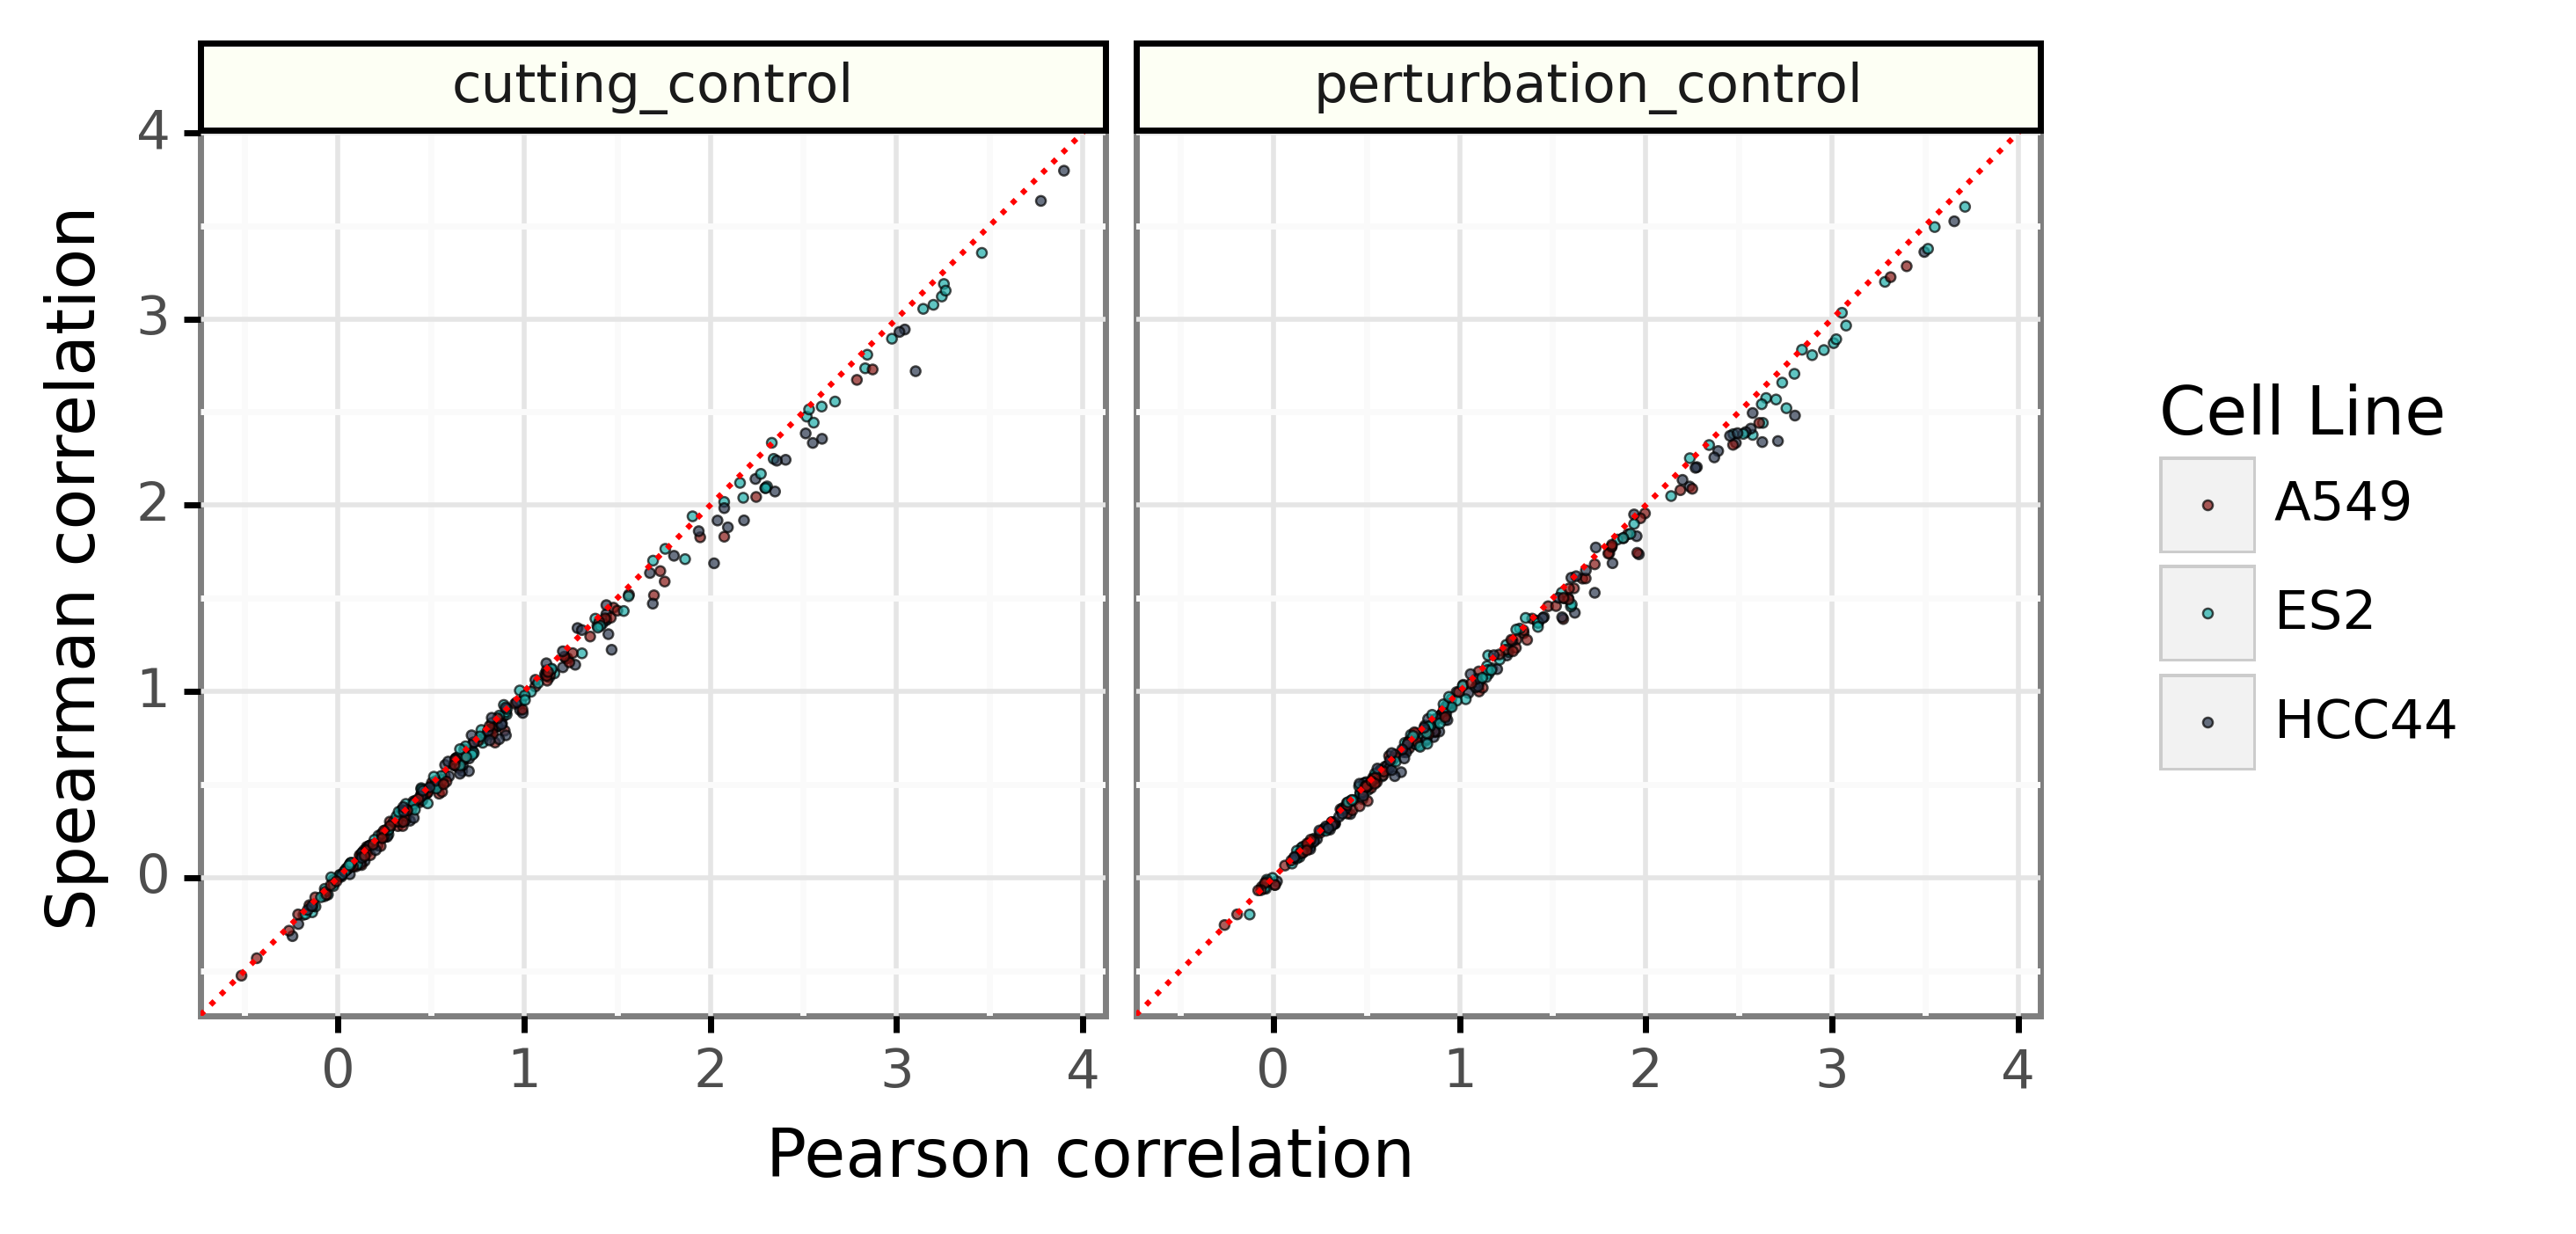 cutting_control
perturbation_control
4
3
2
1
0
Spearman correlation
0 1 2 3 4
0 1 2 3 4
Pearson correlation
Cell Line
A549
ES2
HCC44